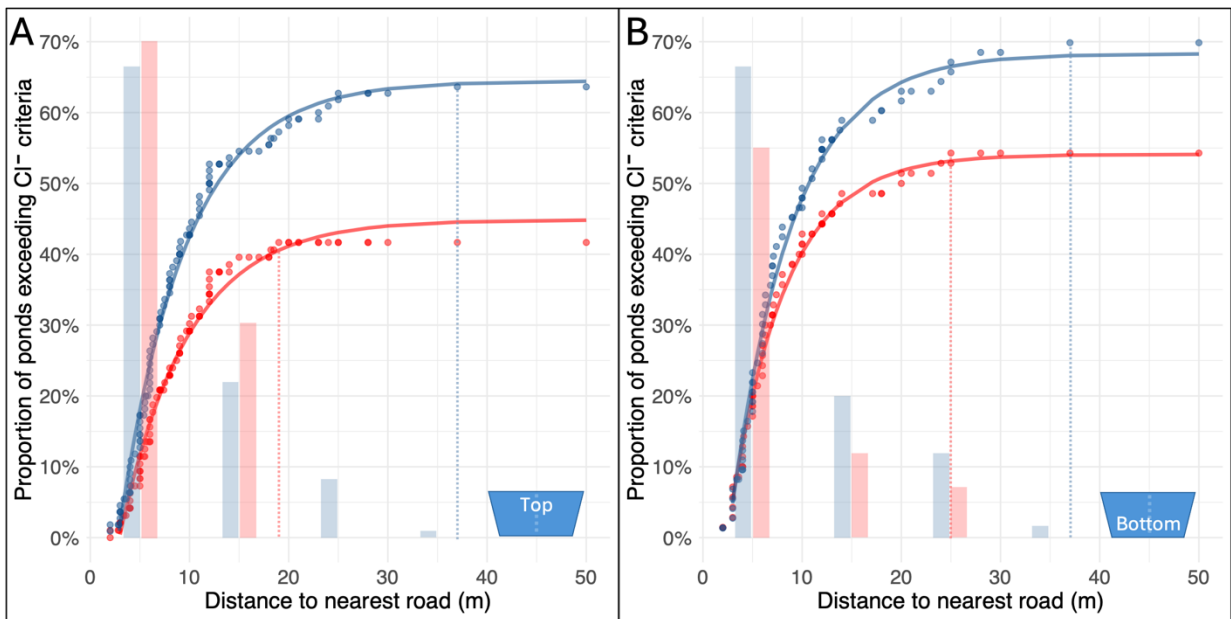 A
70%
60%
50%
40%
30%
20%
10%
0%
Proportion of ponds exceeding Cl⁻ criteria
0 10 20 30 40 50
Distance to nearest road (m)
Top
B
70%
60%
50%
40%
30%
20%
10%
0%
Proportion of ponds exceeding Cl⁻ criteria
0 10 20 30 40 50
Distance to nearest road (m)
Bottom